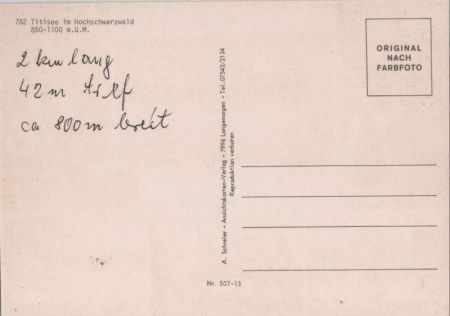 782 Titisee im Hochschwarzwald
850-1100 m.ü.M.
2 km lang
42 m tief
ca 800 m breit
ORIGINAL
NACH
FARBFOTO
A. Schreier - Ansichtskarten-Verlag - 7994 Langenargen - Tel. 07543/2134
Reproduktion verboten
Nr. 507-13